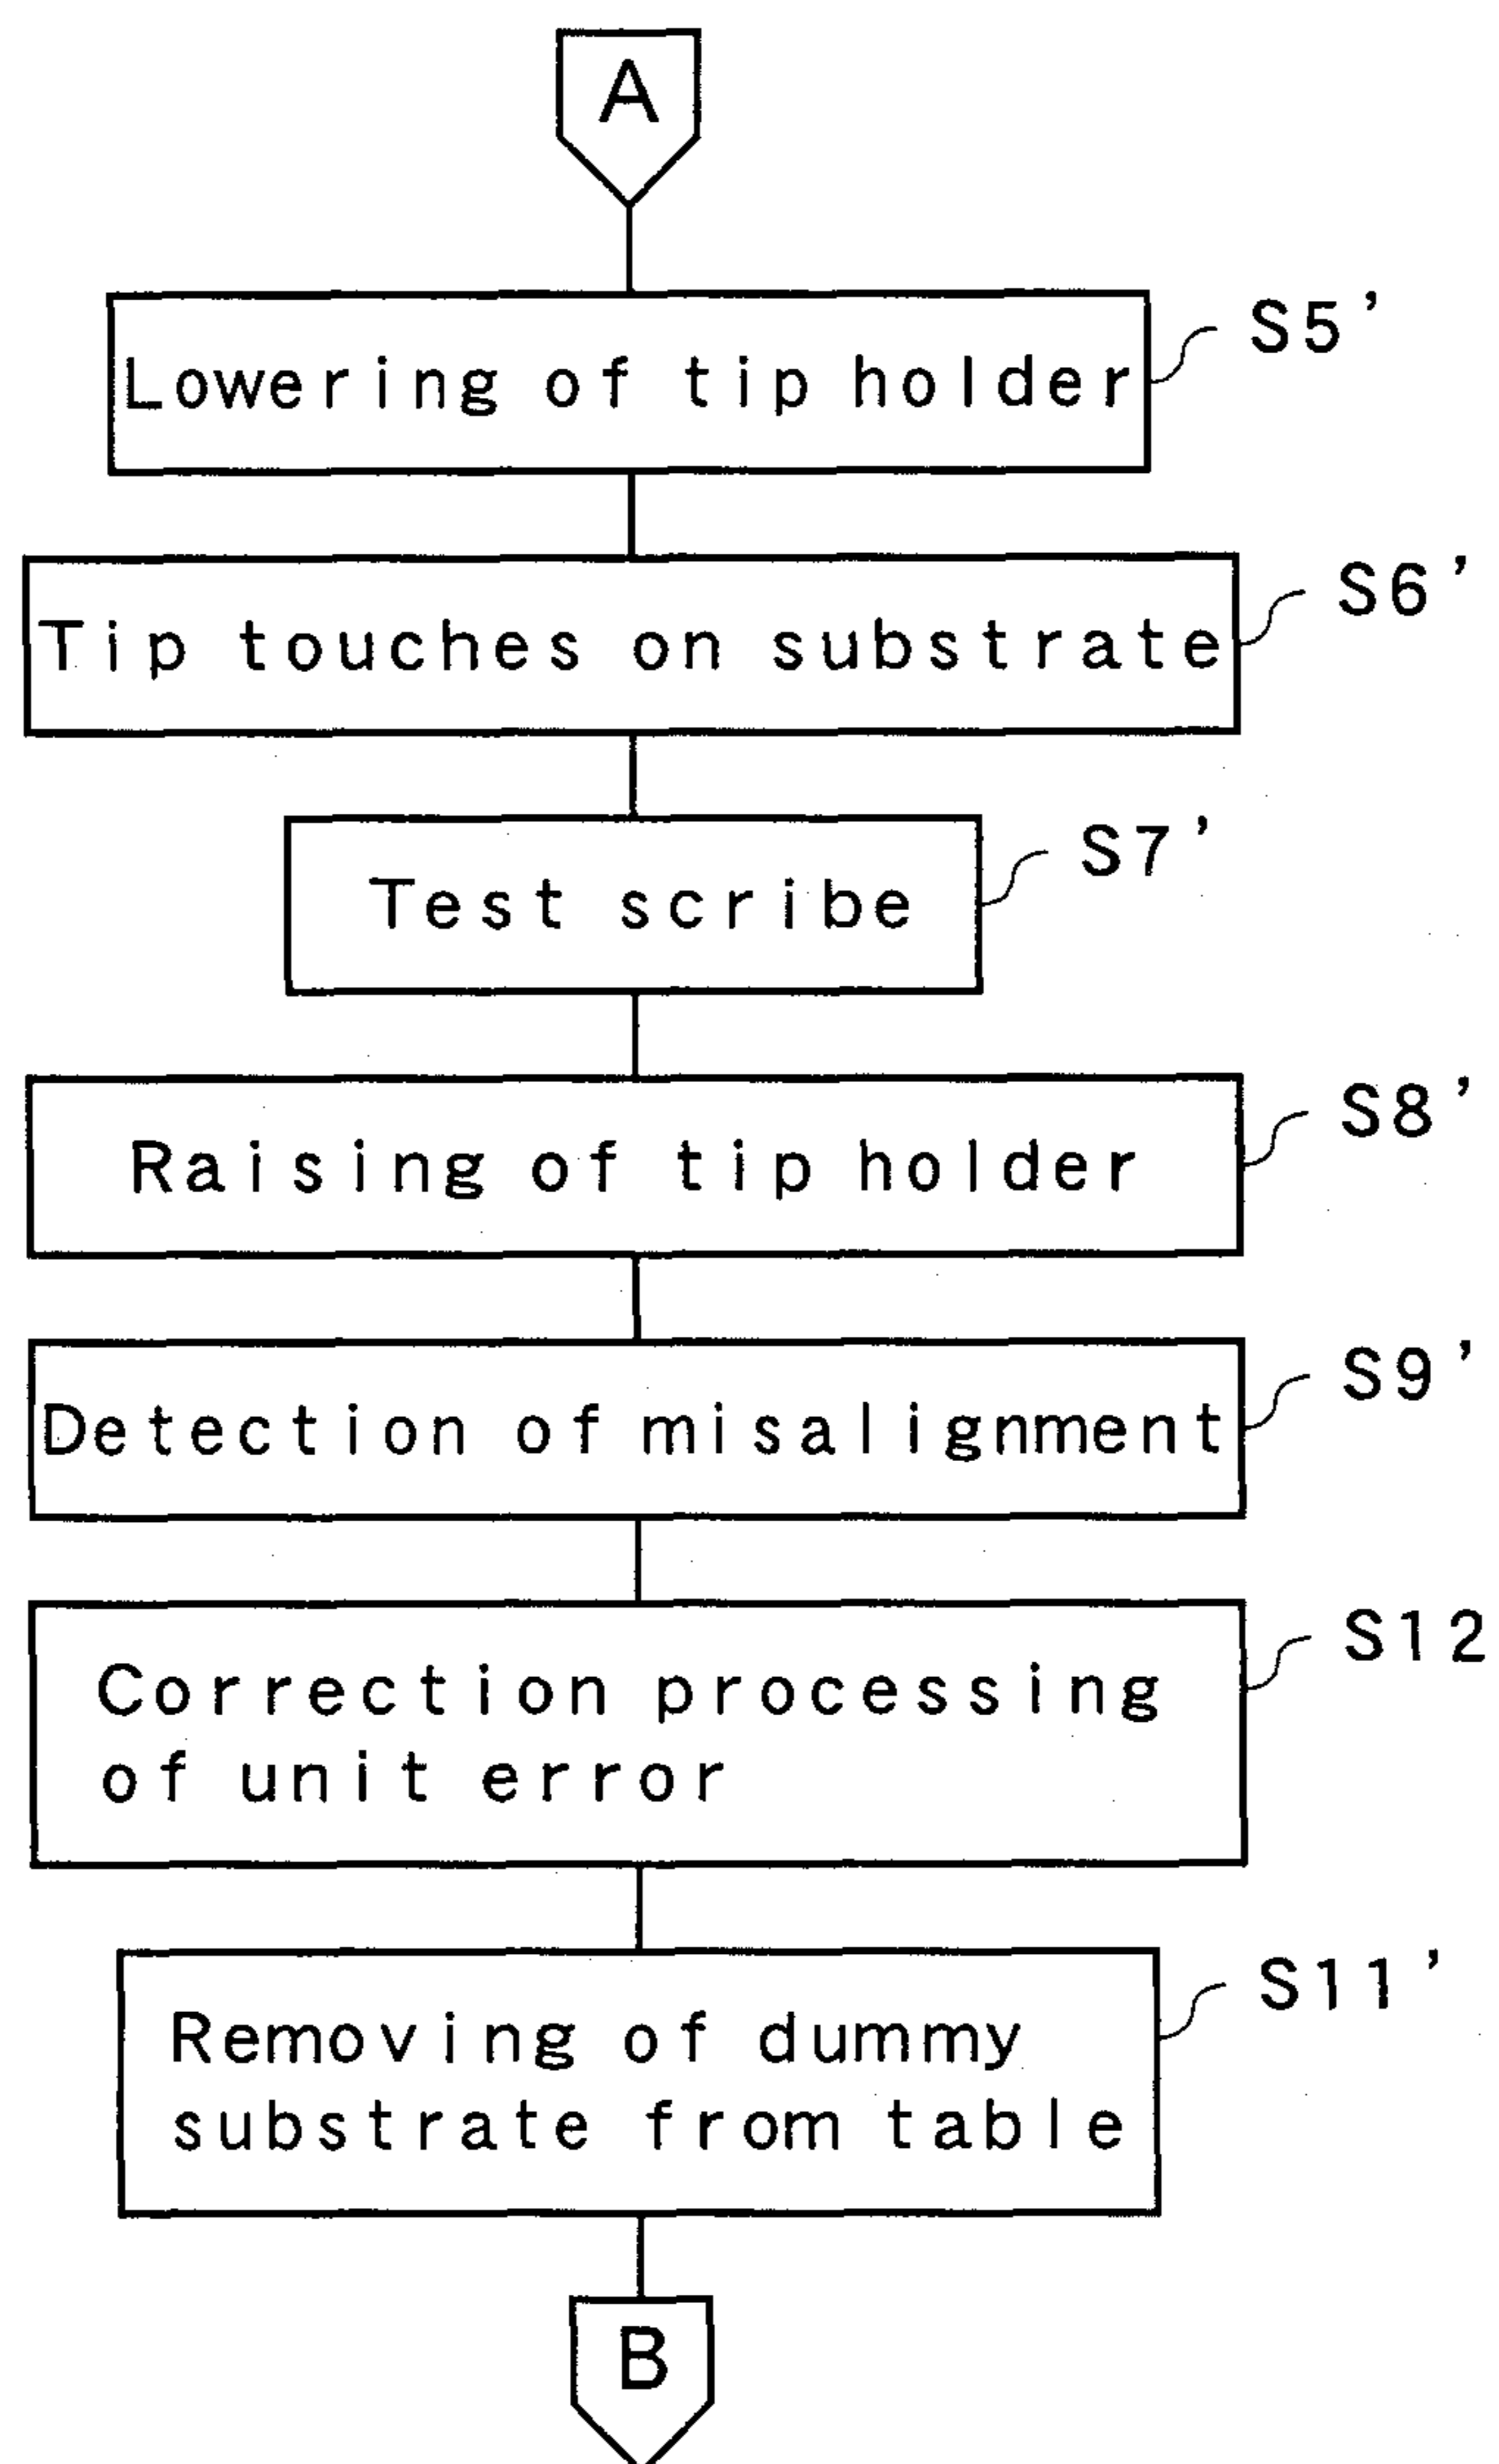 A
Lowering of tip holder
S5'
Tip touches on substrate
S6'
Test scribe
S7'
Raising of tip holder
S8'
Detection of misalignment
S9'
Correction processing
of unit error
S12
Removing of dummy
substrate from table
S11'
B